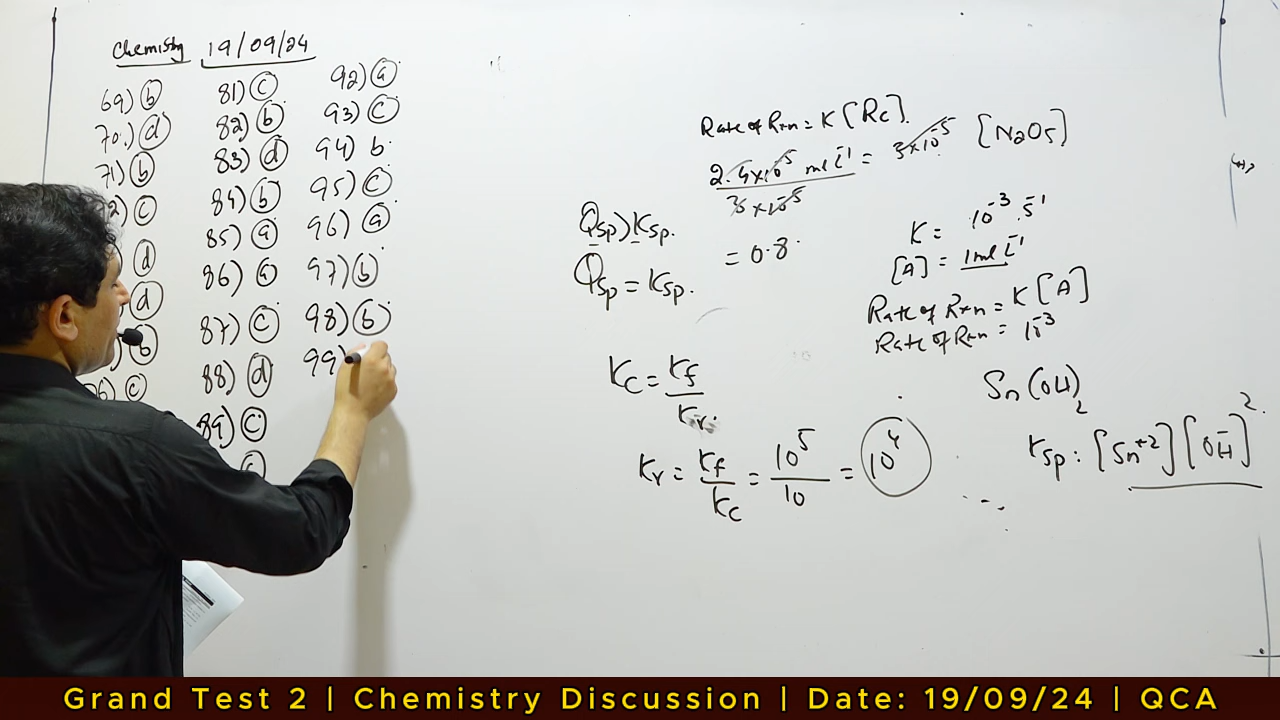 Chemistry 19/09/24
69) b
70) d
71) b
2) c
d
d
) b
c
81) c
82) b
83) d
84) b
85) a
86) a
87) c
88) d
89) c
92) a
93) c
94) b
95) c
96) a
97) b
98) b
99)
Qsp > Ksp.
Qsp = Ksp.
Rate of Rxn = K [Rc].
2.4×10⁻⁵ ml L⁻¹ = 3×10⁻⁵ [N2O5]
3×10⁻⁵
= 0.8
K = 10⁻³ S⁻¹
[A] = 1 ml L⁻¹
Rate of Rxn = K [A]
Rate of Rxn = 10⁻³
Kc = Kf / Kr.
Kr = Kf / Kc = 10⁵ / 10 = 10⁴
Sn(OH)2
Ksp: [Sn⁺²] [OH⁻]².
Grand Test 2 | Chemistry Discussion | Date: 19/09/24 | QCA